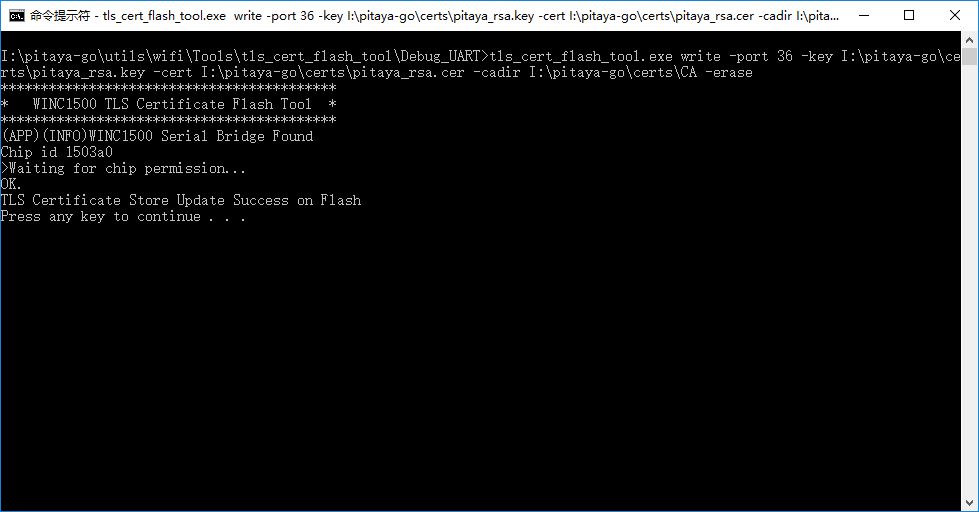 命令提示符 - tls_cert_flash_tool.exe  write -port 36 -key I:\pitaya-go\certs\pitaya_rsa.key -cert I:\pitaya-go\certs\pitaya_rsa.cer -cadir I:\pita...
I:\pitaya-go\utils\wifi\Tools\tls_cert_flash_tool\Debug_UART>tls_cert_flash_tool.exe write -port 36 -key I:\pitaya-go\ce
rts\pitaya_rsa.key -cert I:\pitaya-go\certs\pitaya_rsa.cer -cadir I:\pitaya-go\certs\CA -erase
******************************************
*   WINC1500 TLS Certificate Flash Tool  *
******************************************
(APP)(INFO)WINC1500 Serial Bridge Found
Chip id 1503a0
>Waiting for chip permission...
OK.
TLS Certificate Store Update Success on Flash
Press any key to continue . . .